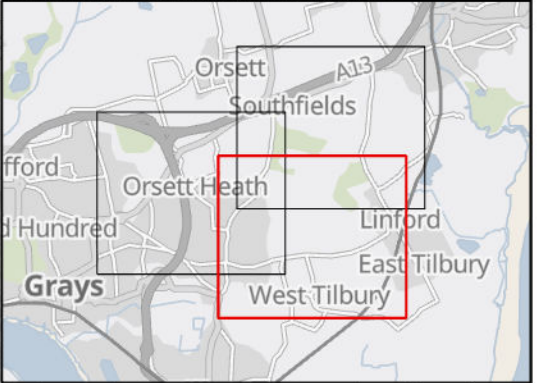 Orsett
A13
Southfields
fford
Orsett Heath
d Hundred
Linford
East Tilbury
Grays
West Tilbury